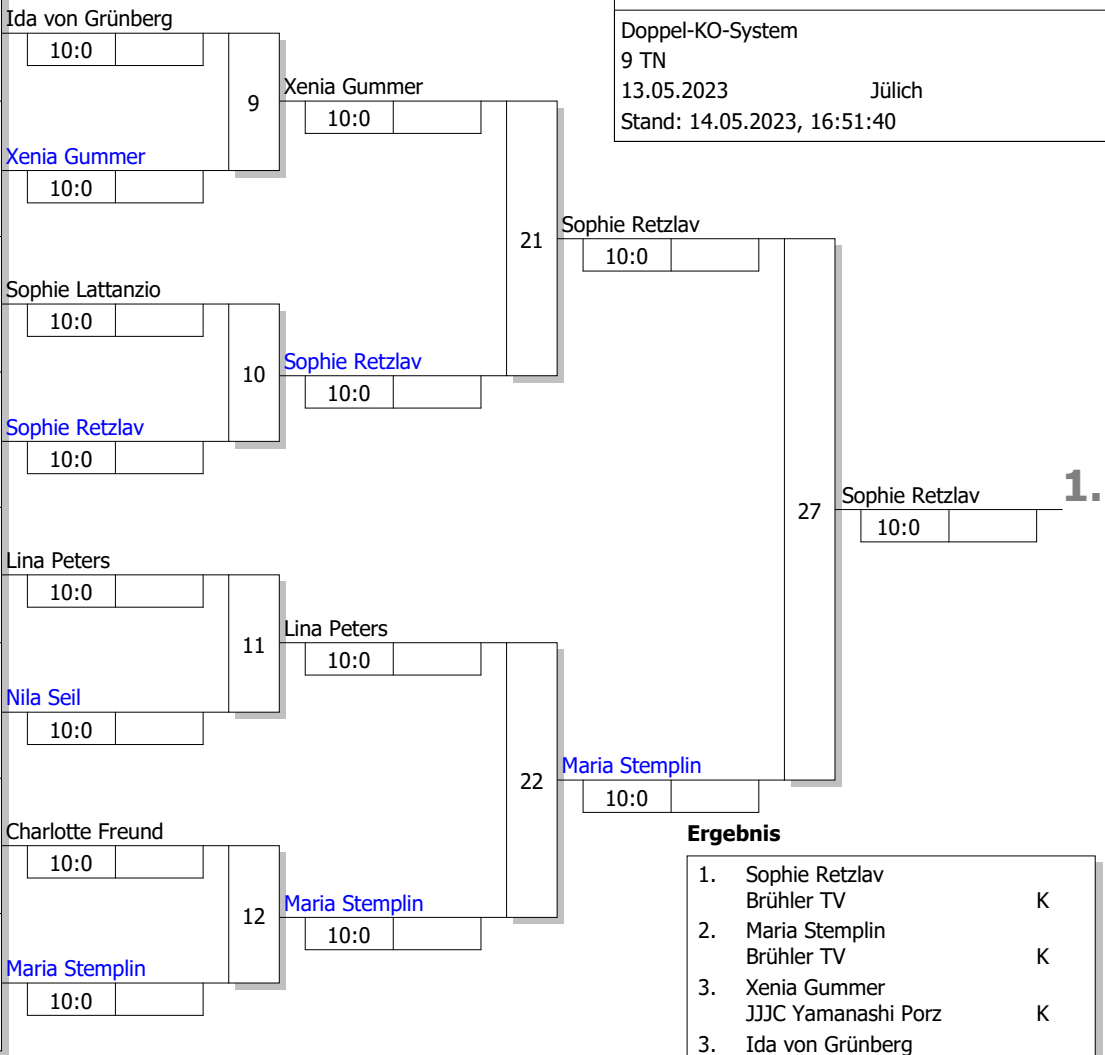 Doppel-KO-System
9 TN
13.05.2023 Jülich
Stand: 14.05.2023, 16:51:40
Ida von Grünberg
10:0
9
Xenia Gummer
10:0
Xenia Gummer
10:0
21
Sophie Retzlav
10:0
Sophie Lattanzio
10:0
10
Sophie Retzlav
10:0
Sophie Retzlav
10:0
27
Sophie Retzlav
1.
10:0
Lina Peters
10:0
11
Lina Peters
10:0
Nila Seil
10:0
22
Maria Stemplin
10:0
Charlotte Freund
10:0
12
Maria Stemplin
10:0
Maria Stemplin
10:0
Ergebnis
1. Sophie Retzlav
Brühler TV K
2. Maria Stemplin
Brühler TV K
3. Xenia Gummer
JJJC Yamanashi Porz K
3. Ida von Grünberg